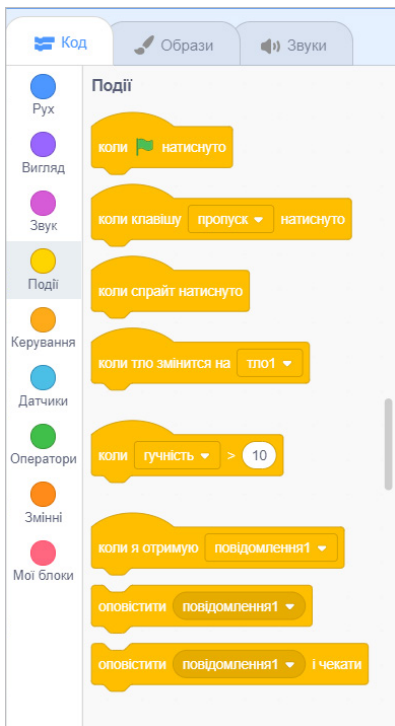 Код
Образи
Звуки
Рух
Вигляд
Звук
Події
Керування
Датчики
Оператори
Змінні
Мої блоки
Події
коли натиснуто
коли клавішу пропуск натиснуто
коли спрайт натиснуто
коли тло змінится на тло1
коли гучність > 10
коли я отримую повідомлення1
оповістити повідомлення1
оповістити повідомлення1 і чекати